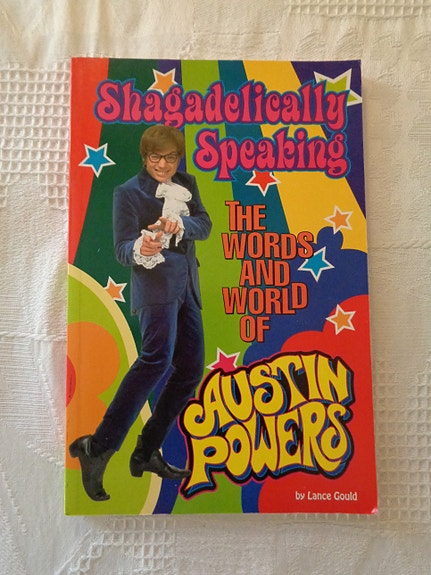 Shagadelically
Speaking
THE
WORDS
AND
WORLD
OF
AUSTIN
POWERS
by Lance Gould